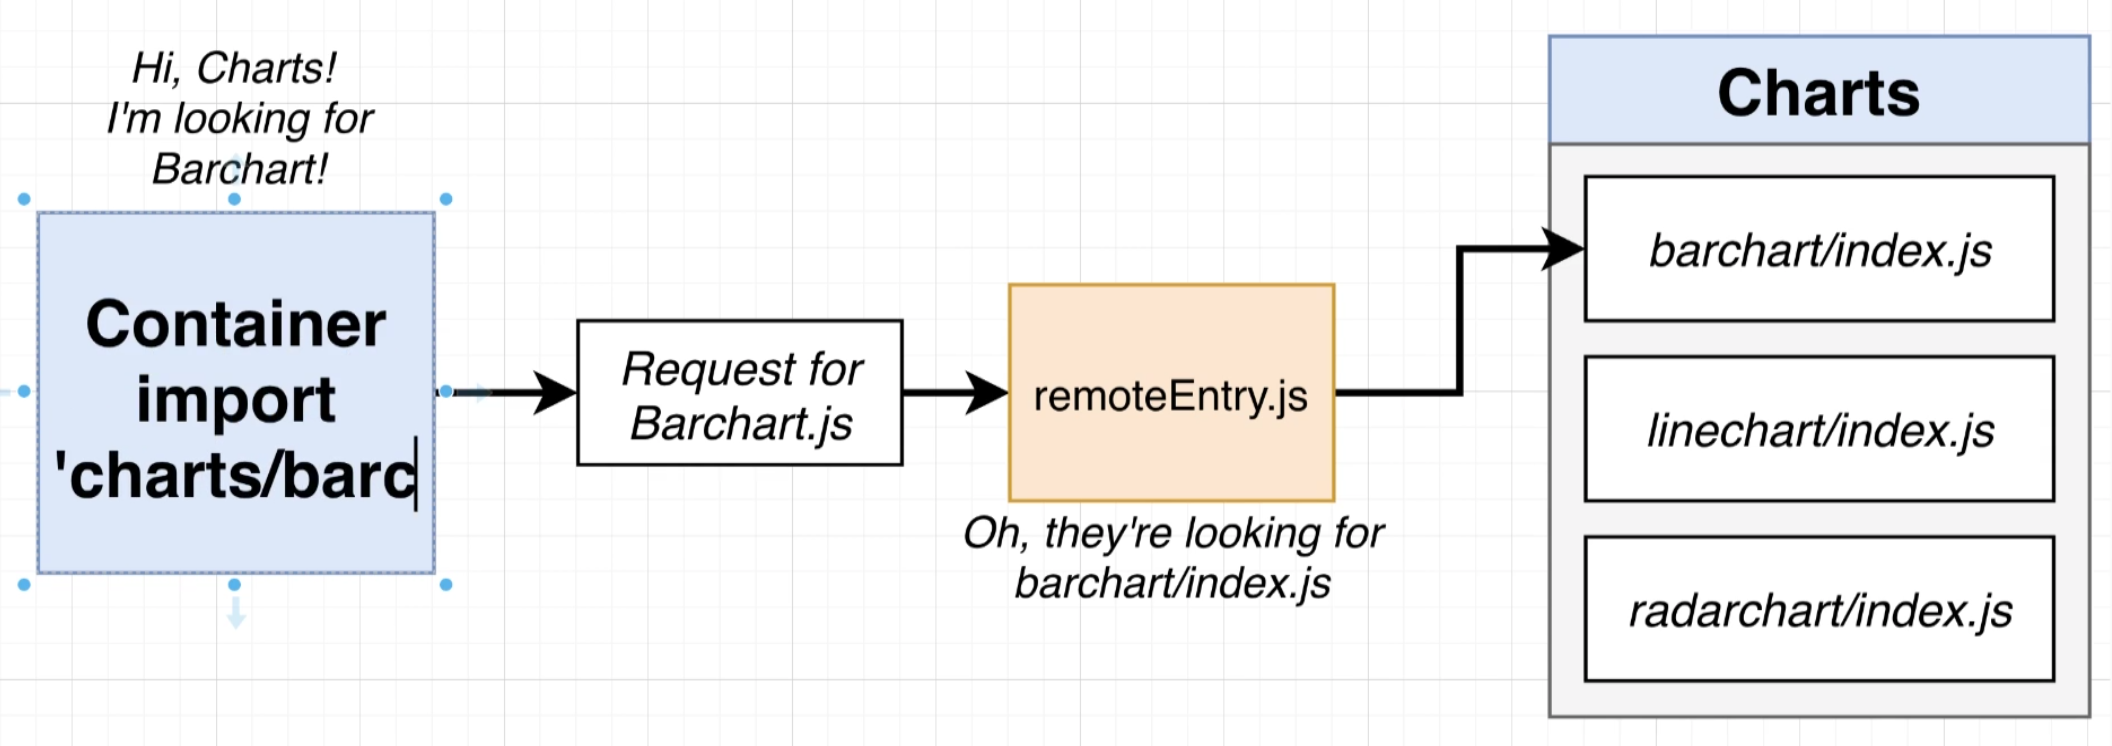 Hi, Charts!
I'm looking for
Barchart!
Container
import
'charts/barc
Request for
Barchart.js
remoteEntry.js
Oh, they're looking for
barchart/index.js
Charts
barchart/index.js
linechart/index.js
radarchart/index.js